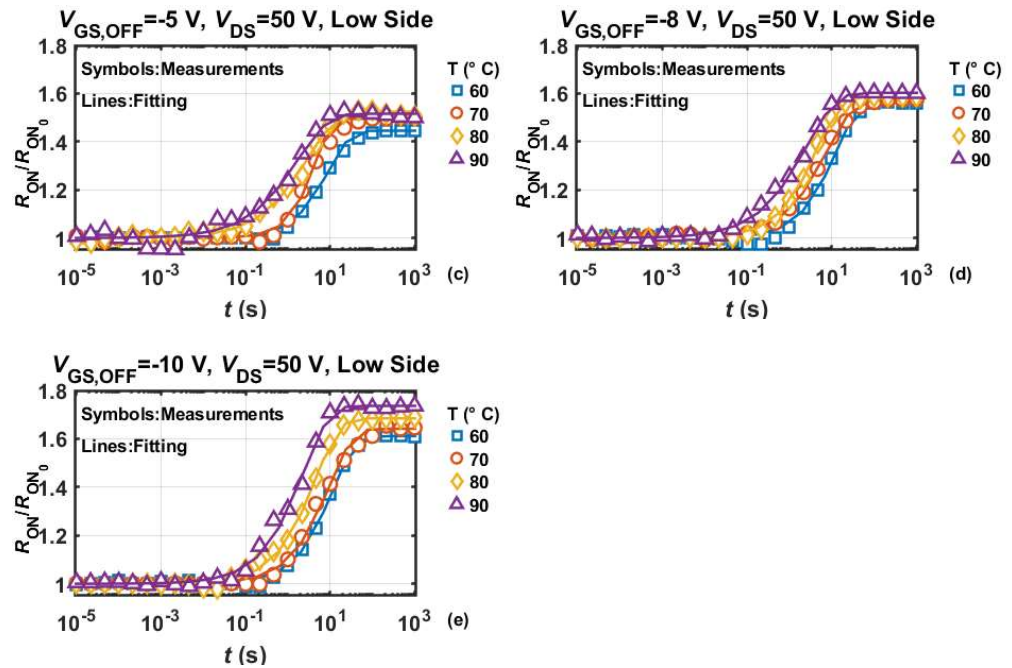 V_GS,OFF=-5 V, V_DS=50 V, Low Side
1.8
1.6
1.4
1.2
1
R_ON/R_ON_0
Symbols:Measurements
Lines:Fitting
T (° C)
60
70
80
90
10^-5
10^-3
10^-1
10^1
10^3
(c)
t (s)
V_GS,OFF=-8 V, V_DS=50 V, Low Side
1.8
1.6
1.4
1.2
1
R_ON/R_ON_0
Symbols:Measurements
Lines:Fitting
T (° C)
60
70
80
90
10^-5
10^-3
10^-1
10^1
10^3
(d)
t (s)
V_GS,OFF=-10 V, V_DS=50 V, Low Side
1.8
1.6
1.4
1.2
1
R_ON/R_ON_0
Symbols:Measurements
Lines:Fitting
T (° C)
60
70
80
90
10^-5
10^-3
10^-1
10^1
10^3
(e)
t (s)